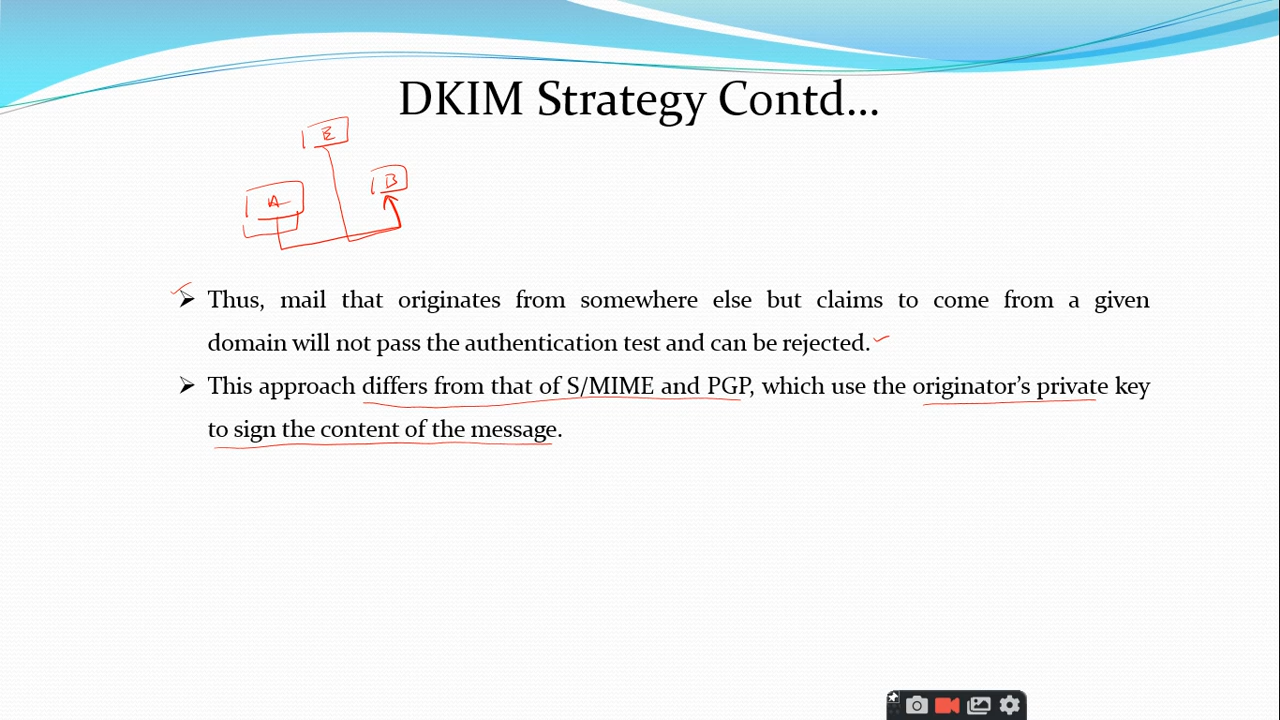 DKIM Strategy Contd...
E
B
A
Thus, mail that originates from somewhere else but claims to come from a given
domain will not pass the authentication test and can be rejected.
This approach differs from that of S/MIME and PGP, which use the originator’s private key
to sign the content of the message.